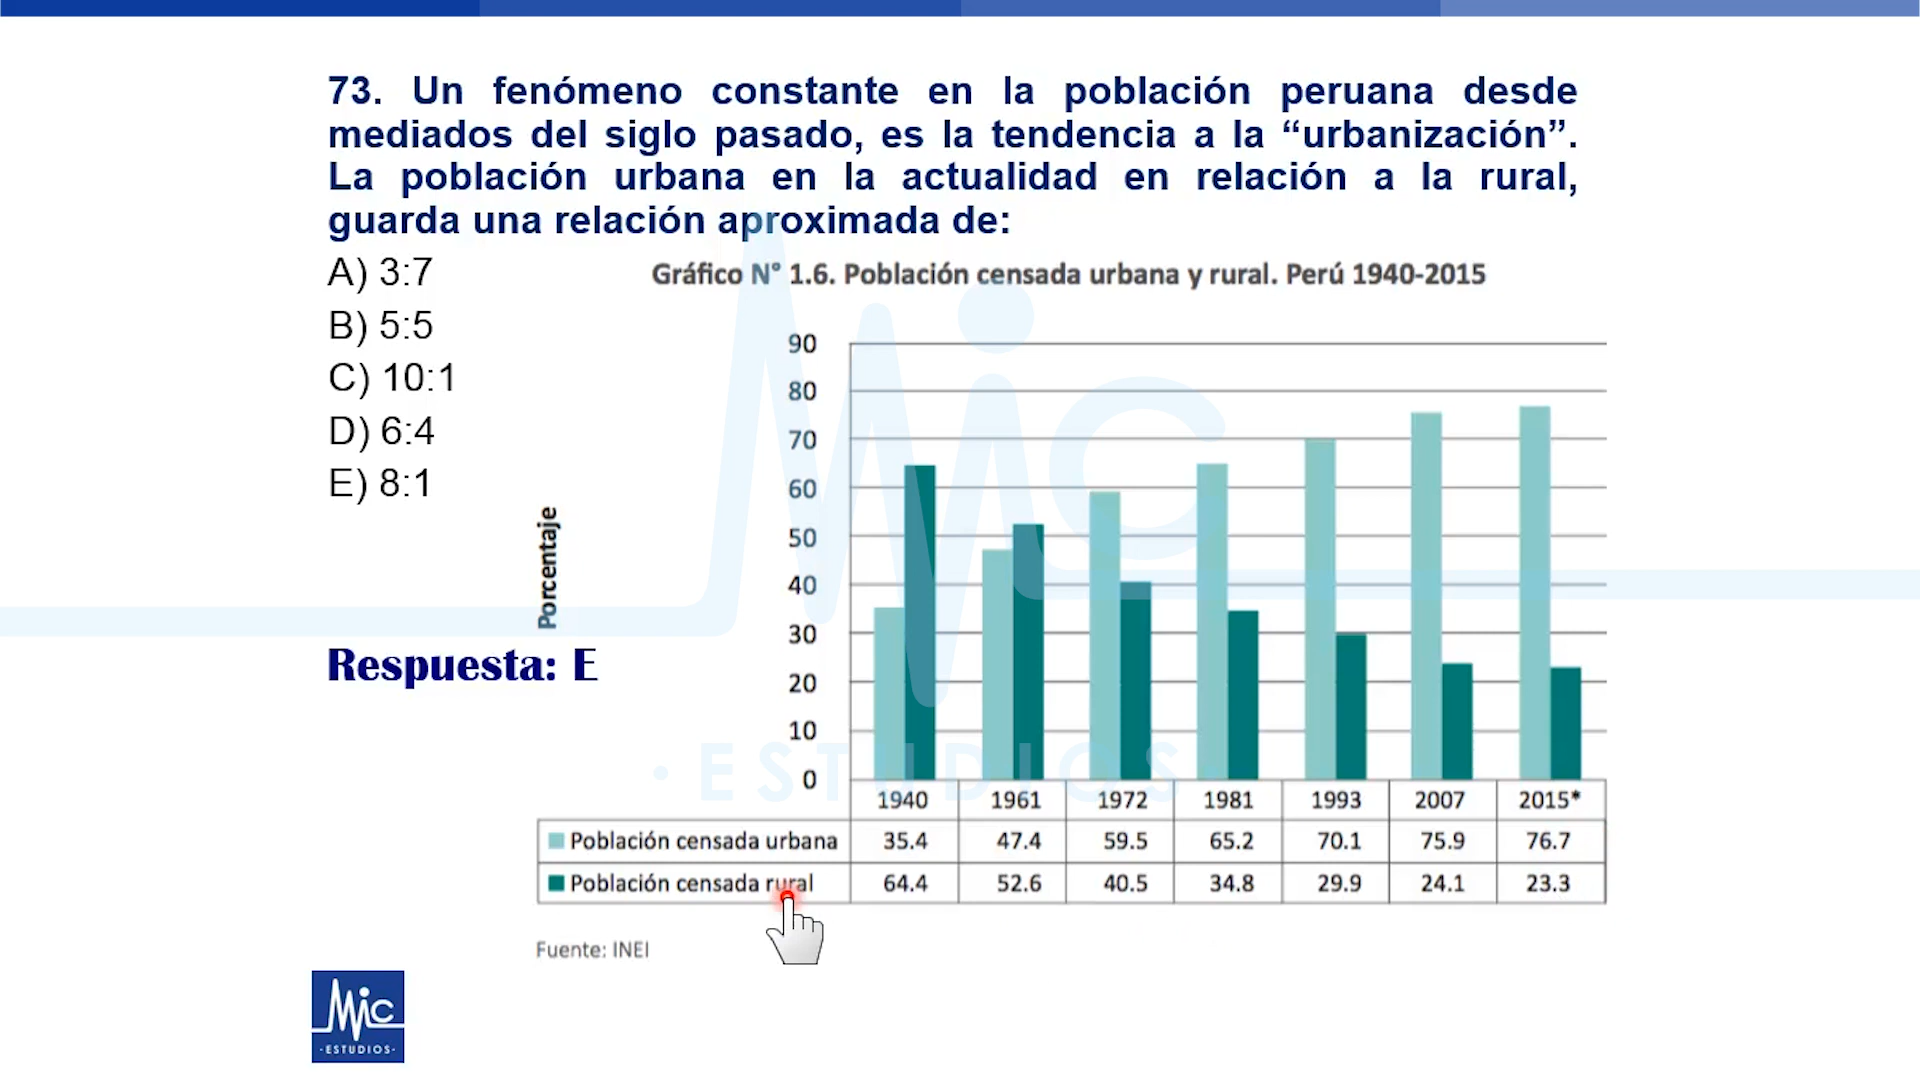 73. Un fenómeno constante en la población peruana desde
mediados del siglo pasado, es la tendencia a la “urbanización”.
La población urbana en la actualidad en relación a la rural,
guarda una relación aproximada de:
A) 3:7
B) 5:5
C) 10:1
D) 6:4
E) 8:1
Respuesta: E
Gráfico N° 1.6. Población censada urbana y rural. Perú 1940-2015
Porcentaje
90
80
70
60
50
40
30
20
10
0
1940 1961 1972 1981 1993 2007 2015*
Población censada urbana 35.4 47.4 59.5 65.2 70.1 75.9 76.7
Población censada rural 64.4 52.6 40.5 34.8 29.9 24.1 23.3
Fuente: INEI
Mic
·ESTUDIOS·
Mic
·ESTUDIOS·